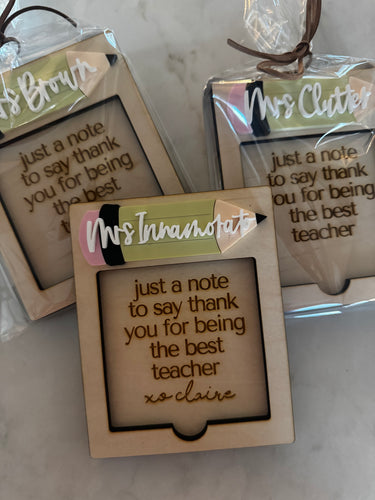 Mrs Brown
just a note
to say thank
you for being
the best
Mrs Clutter
just a note
to say thank
you for being
the best
teacher
Mrs Innamorato
just a note
to say thank
you for being
the best
teacher
xo claire